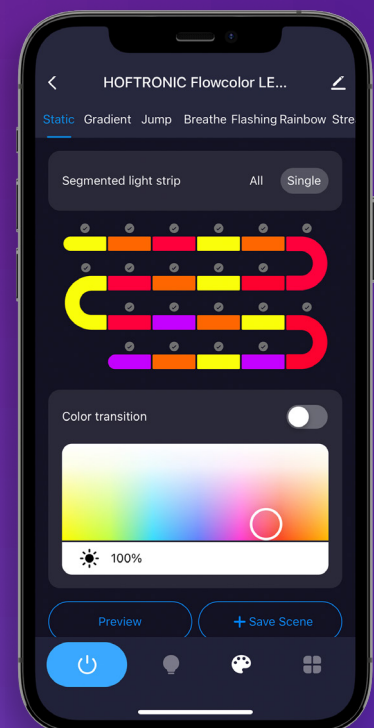 HOFTRONIC Flowcolor LE...
Static Gradient Jump Breathe Flashing Rainbow Stre
Segmented light strip All Single
Color transition
100%
Preview + Save Scene